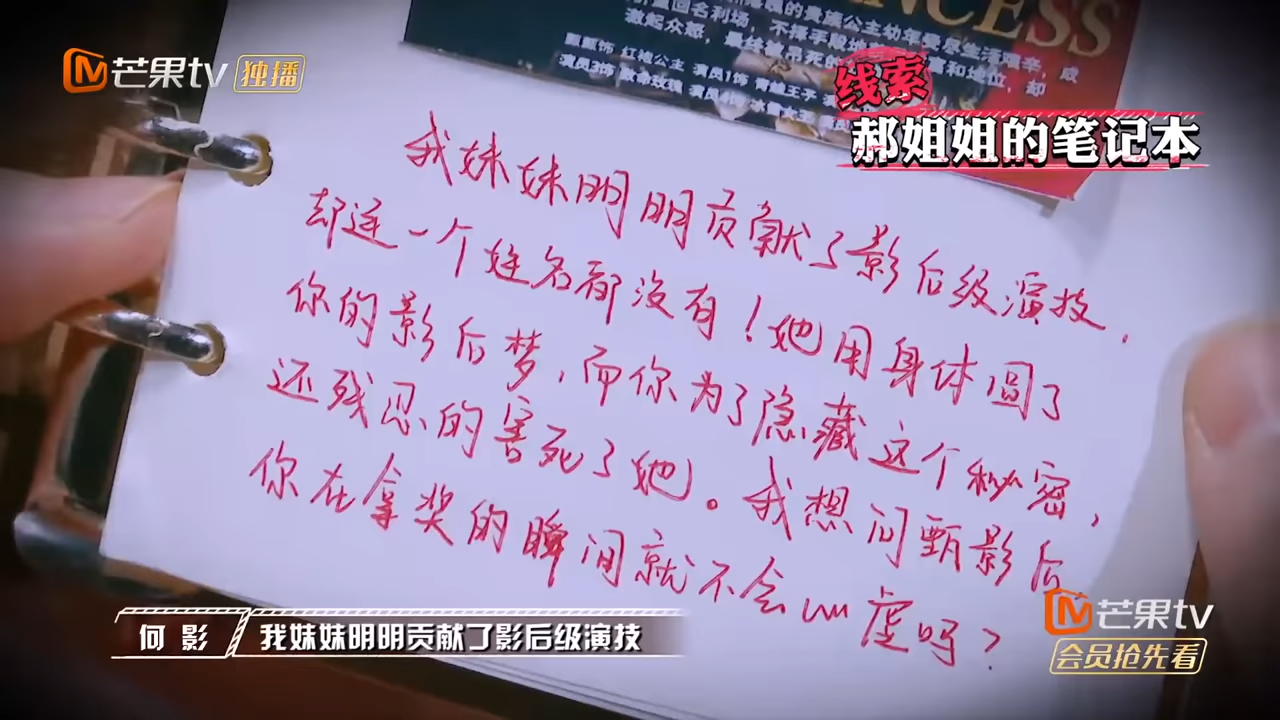 芒果tv 独播
NCESS
线索
郝姐姐的笔记本
我妹妹明明贡献了影后级演技,
却连一个姓名都没有!她用身体圆了
你的影后梦,而你为了隐藏这个秘密,
还残忍的害死了她。我想问甄影后
你在拿奖的瞬间就不会心虚吗?
何影 我妹妹明明贡献了影后级演技
芒果tv
会员抢先看